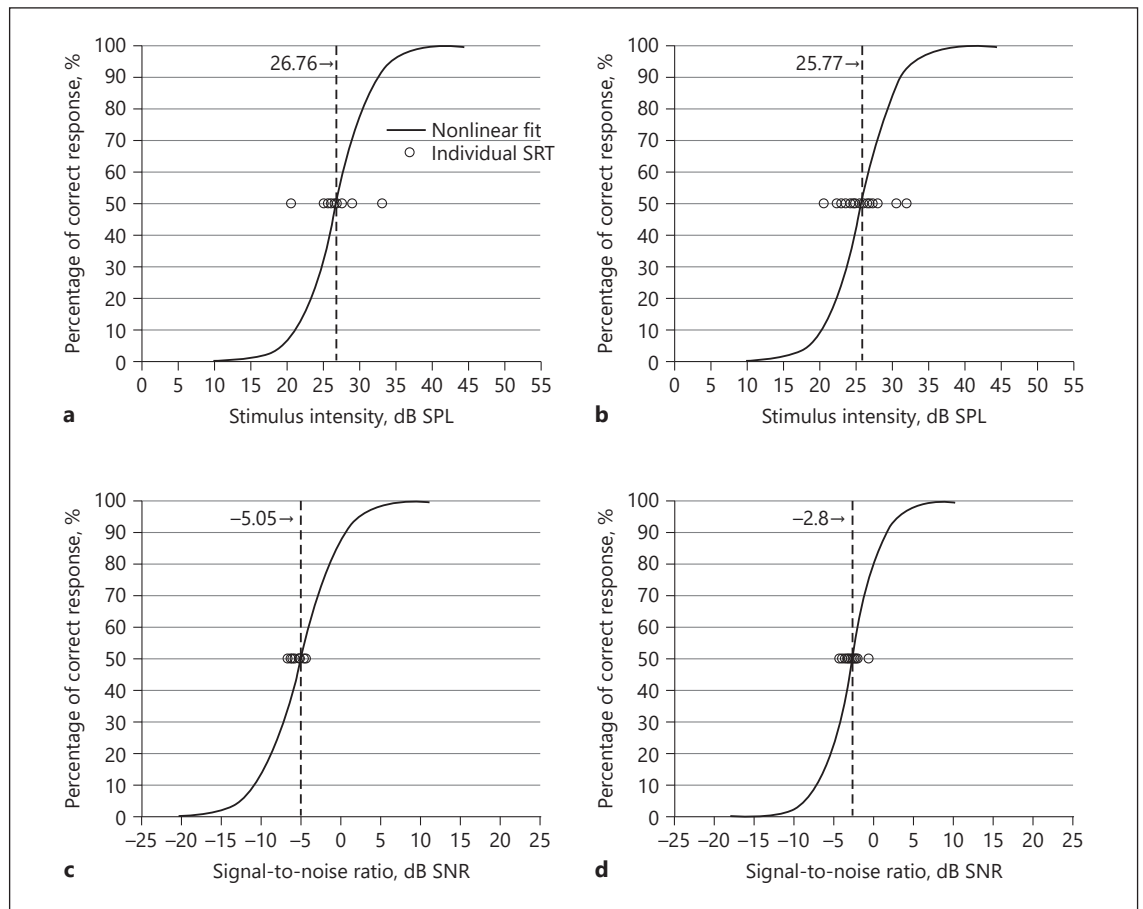 100
90
80
70
60
50
40
30
20
10
0
Percentage of correct response, %
26.76→
Nonlinear fit
Individual SRT
0 5 10 15 20 25 30 35 40 45 50 55
Stimulus intensity, dB SPL
a
100
90
80
70
60
50
40
30
20
10
0
Percentage of correct response, %
25.77→
0 5 10 15 20 25 30 35 40 45 50 55
Stimulus intensity, dB SPL
b
100
90
80
70
60
50
40
30
20
10
0
Percentage of correct response, %
–5.05→
–25 –20 –15 –10 –5 0 5 10 15 20 25
Signal-to-noise ratio, dB SNR
c
100
90
80
70
60
50
40
30
20
10
0
Percentage of correct response, %
–2.8→
–25 –20 –15 –10 –5 0 5 10 15 20 25
Signal-to-noise ratio, dB SNR
d